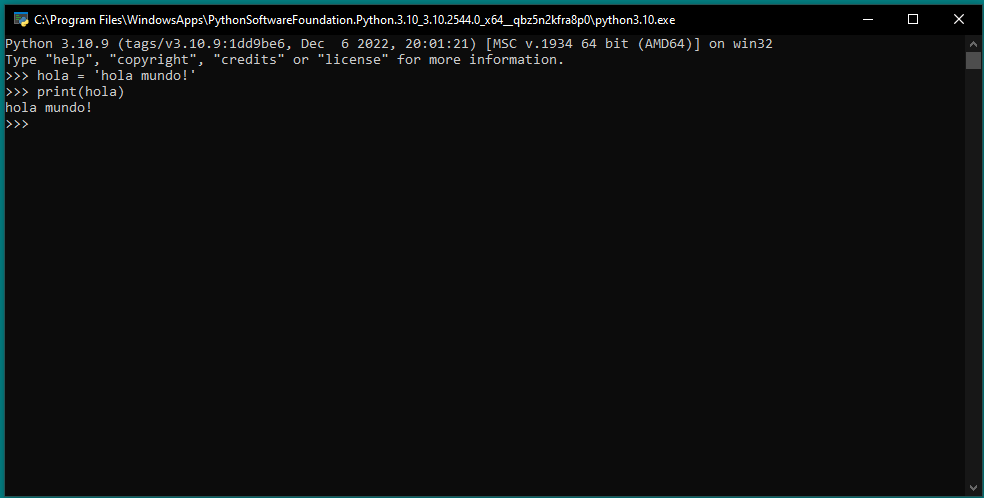 C:\Program Files\WindowsApps\PythonSoftwareFoundation.Python.3.10_3.10.2544.0_x64__qbz5n2kfra8p0\python3.10.exe
Python 3.10.9 (tags/v3.10.9:1dd9be6, Dec  6 2022, 20:01:21) [MSC v.1934 64 bit (AMD64)] on win32
Type "help", "copyright", "credits" or "license" for more information.
>>> hola = 'hola mundo!'
>>> print(hola)
hola mundo!
>>>